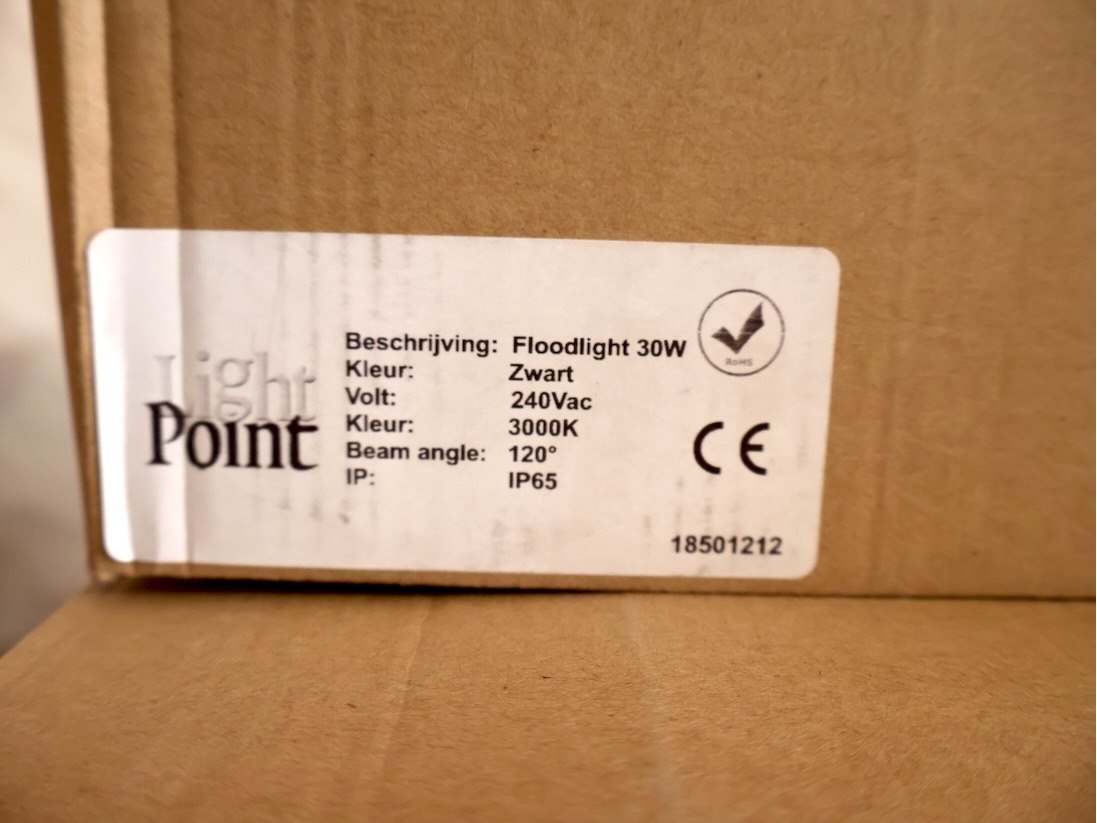 Light
Point
Beschrijving: Floodlight 30W
Kleur: Zwart
Volt: 240Vac
Kleur: 3000K
Beam angle: 120°
IP: IP65
RoHS
CE
18501212